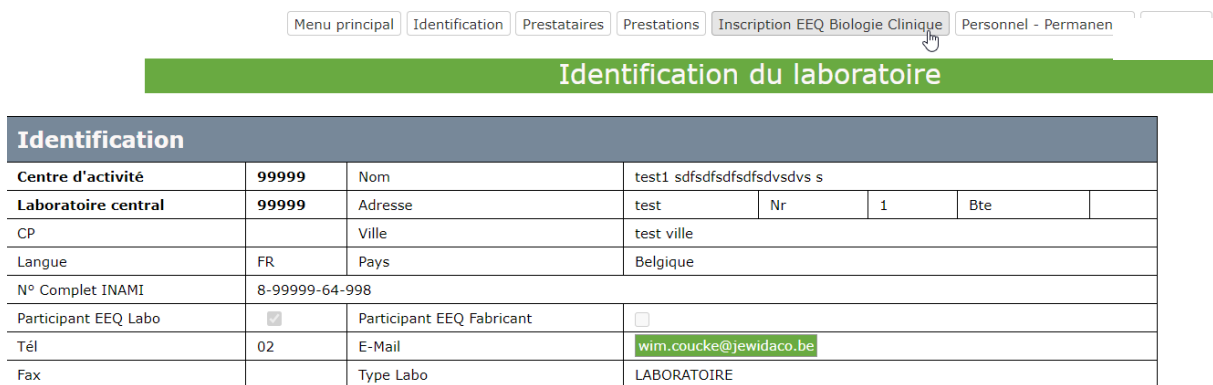 Menu principal Identification Prestataires Prestations Inscription EEQ Biologie Clinique Personnel - Permanen
Identification du laboratoire
Identification
Centre d'activité 99999 Nom test1 sdfsdfsdfsdfsdvsdvs s
Laboratoire central 99999 Adresse test Nr 1 Bte
CP Ville test ville
Langue FR Pays Belgique
N° Complet INAMI 8-99999-64-998
Participant EEQ Labo Participant EEQ Fabricant
Tél 02 E-Mail wim.coucke@jewidaco.be
Fax Type Labo LABORATOIRE